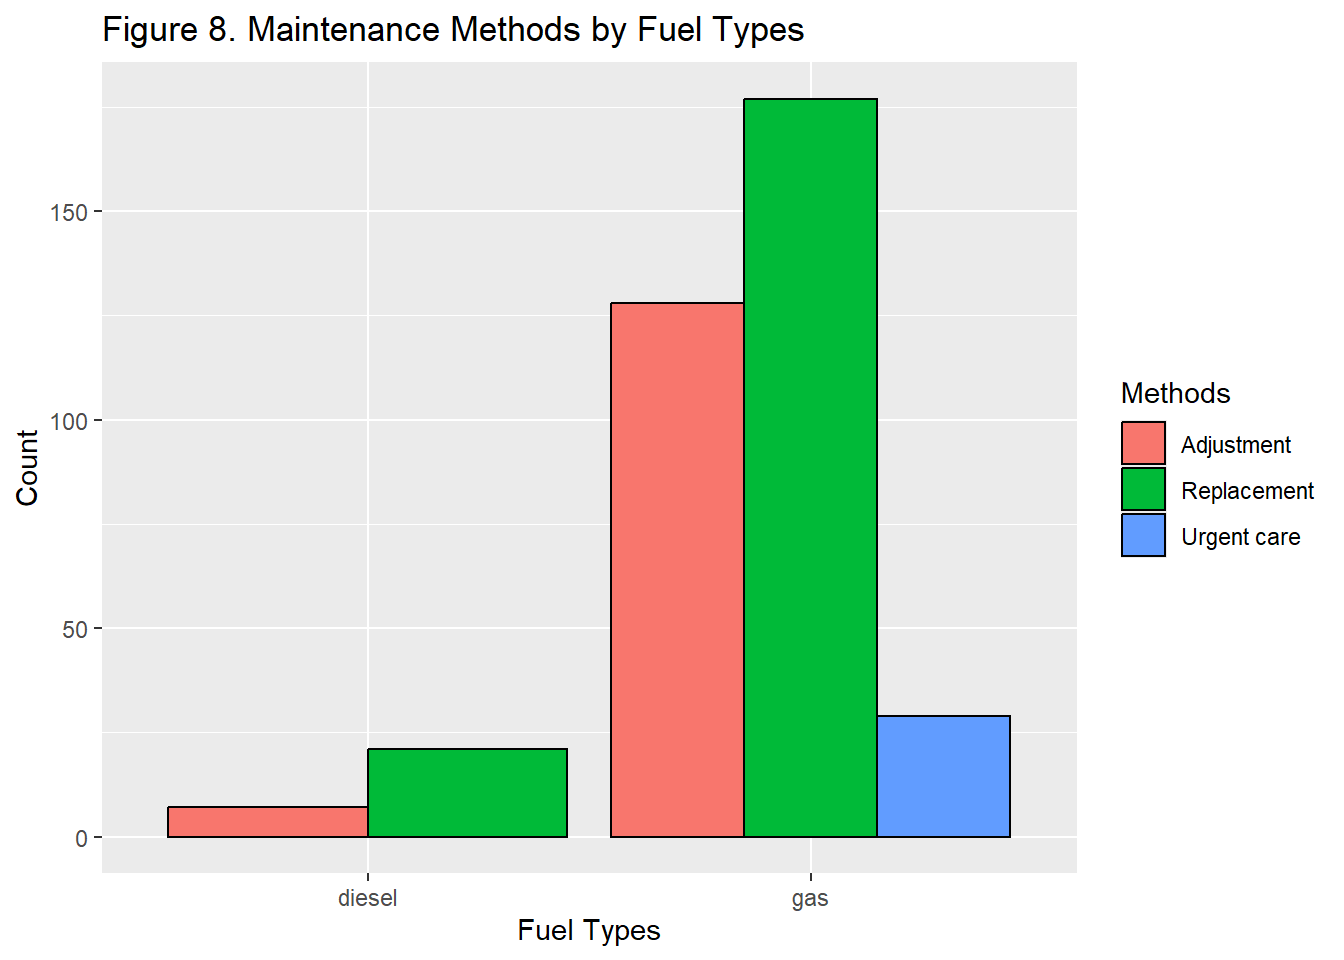 Figure 8. Maintenance Methods by Fuel Types
150
100
50
0
Count
diesel
gas
Fuel Types
Methods
Adjustment
Replacement
Urgent care